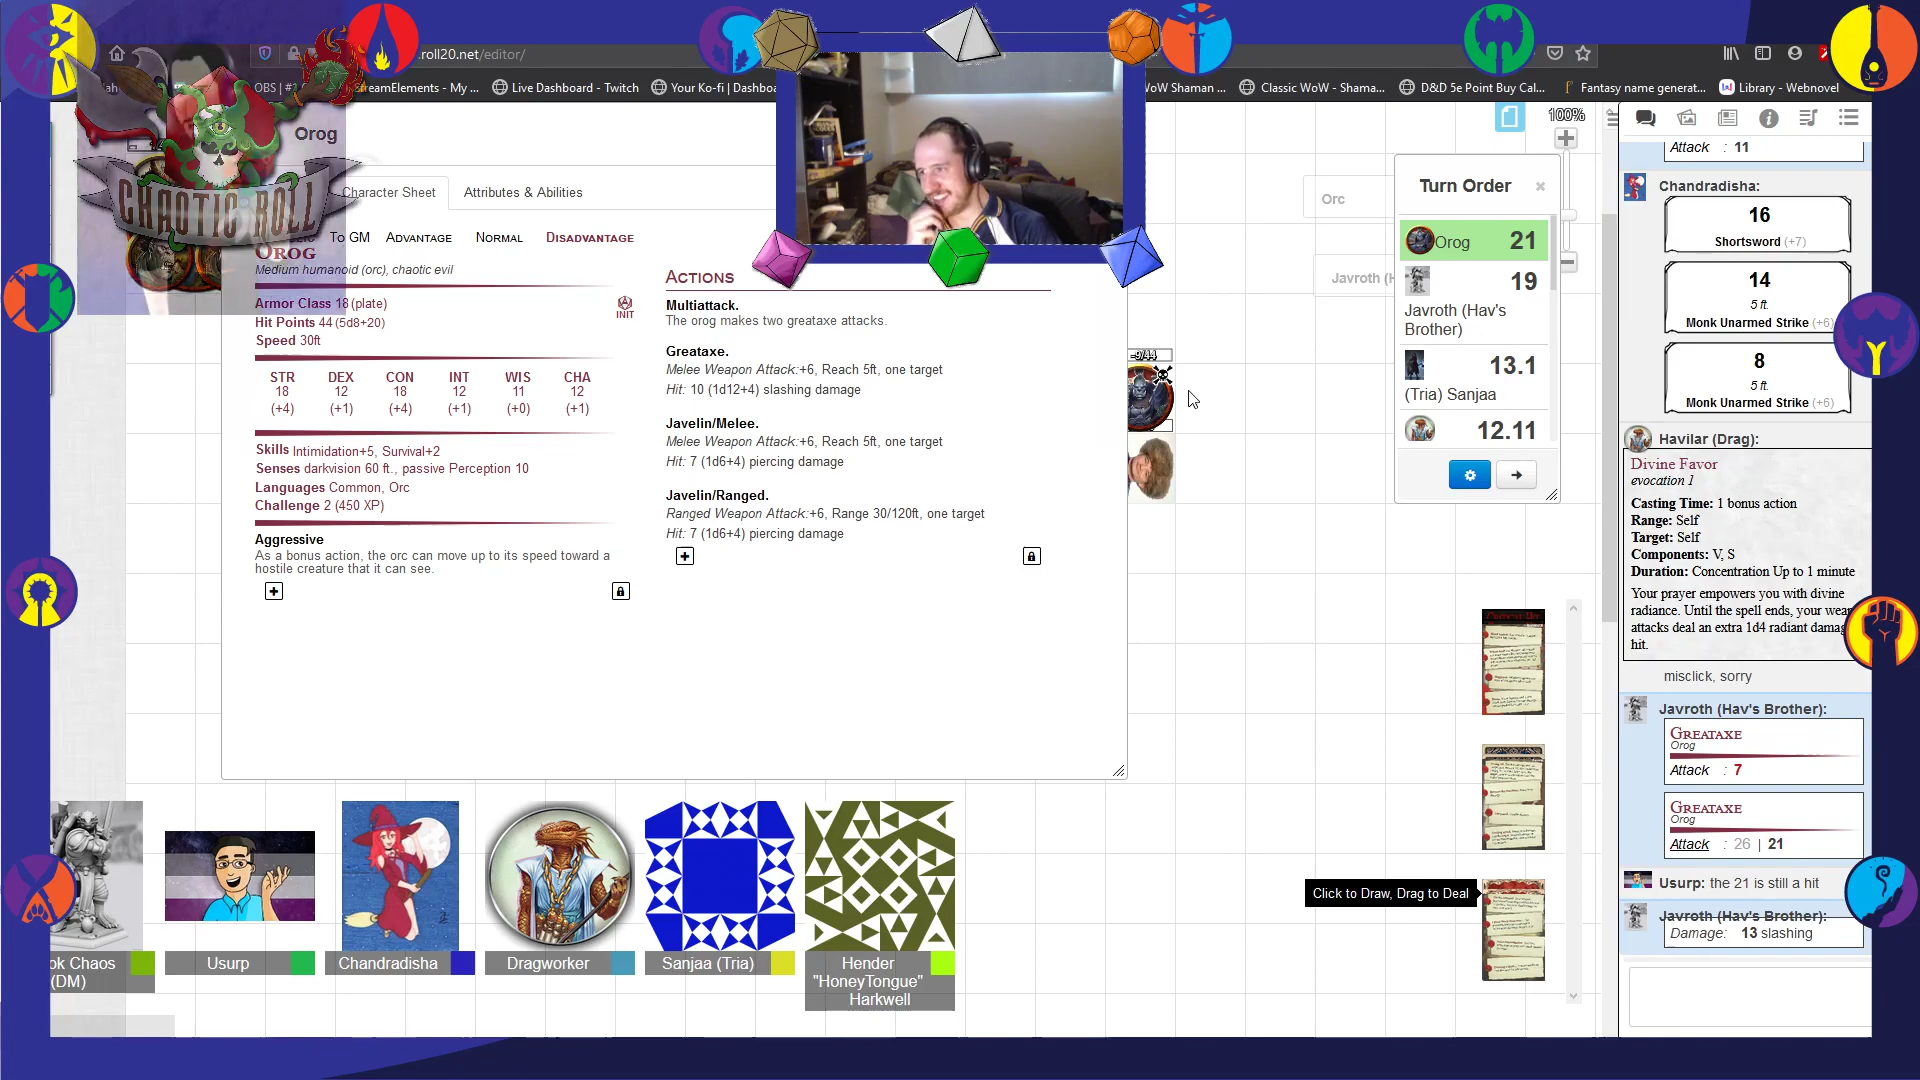 .roll20.net/editor/
OBS | #
treamElements - My ...
Live Dashboard - Twitch
Your Ko-fi | Dashboa
WoW Shaman ...
Classic WoW - Shama...
D&D 5e Point Buy Cal...
Fantasy name generat...
Library - Webnovel
CHAOTIC ROLL
Orog
Character Sheet
Attributes & Abilities
To GM
ADVANTAGE
NORMAL
DISADVANTAGE
OROG
Medium humanoid (orc), chaotic evil
Armor Class 18 (plate)
Hit Points 44 (5d8+20)
Speed 30ft
INIT
STR DEX CON INT WIS CHA
18 12 18 12 11 12
(+4) (+1) (+4) (+1) (+0) (+1)
Skills Intimidation+5, Survival+2
Senses darkvision 60 ft., passive Perception 10
Languages Common, Orc
Challenge 2 (450 XP)
Aggressive
As a bonus action, the orc can move up to its speed toward a
hostile creature that it can see.
ACTIONS
Multiattack.
The orog makes two greataxe attacks.
Greataxe.
Melee Weapon Attack:+6, Reach 5ft, one target
Hit: 10 (1d12+4) slashing damage
Javelin/Melee.
Melee Weapon Attack:+6, Reach 5ft, one target
Hit: 7 (1d6+4) piercing damage
Javelin/Ranged.
Ranged Weapon Attack:+6, Range 30/120ft, one target
Hit: 7 (1d6+4) piercing damage
-9/44
Orc
Javroth (H
100%
Turn Order
Orog 21
19
Javroth (Hav's
Brother)
13.1
(Tria) Sanjaa
12.11
Click to Draw, Drag to Deal
ok Chaos
(DM)
Usurp
Chandradisha
Dragworker
Sanjaa (Tria)
Hender
"HoneyTongue"
Harkwell
Attack : 11
Chandradisha:
16
Shortsword (+7)
14
5 ft.
Monk Unarmed Strike (+6)
8
5 ft.
Monk Unarmed Strike (+6)
Havilar (Drag):
Divine Favor
evocation 1
Casting Time: 1 bonus action
Range: Self
Target: Self
Components: V, S
Duration: Concentration Up to 1 minute
Your prayer empowers you with divine
radiance. Until the spell ends, your weap
attacks deal an extra 1d4 radiant damag
hit.
misclick, sorry
Javroth (Hav's Brother):
GREATAXE
Orog
Attack : 7
GREATAXE
Orog
Attack : 26 | 21
Usurp: the 21 is still a hit
Javroth (Hav's Brother):
Damage: 13 slashing